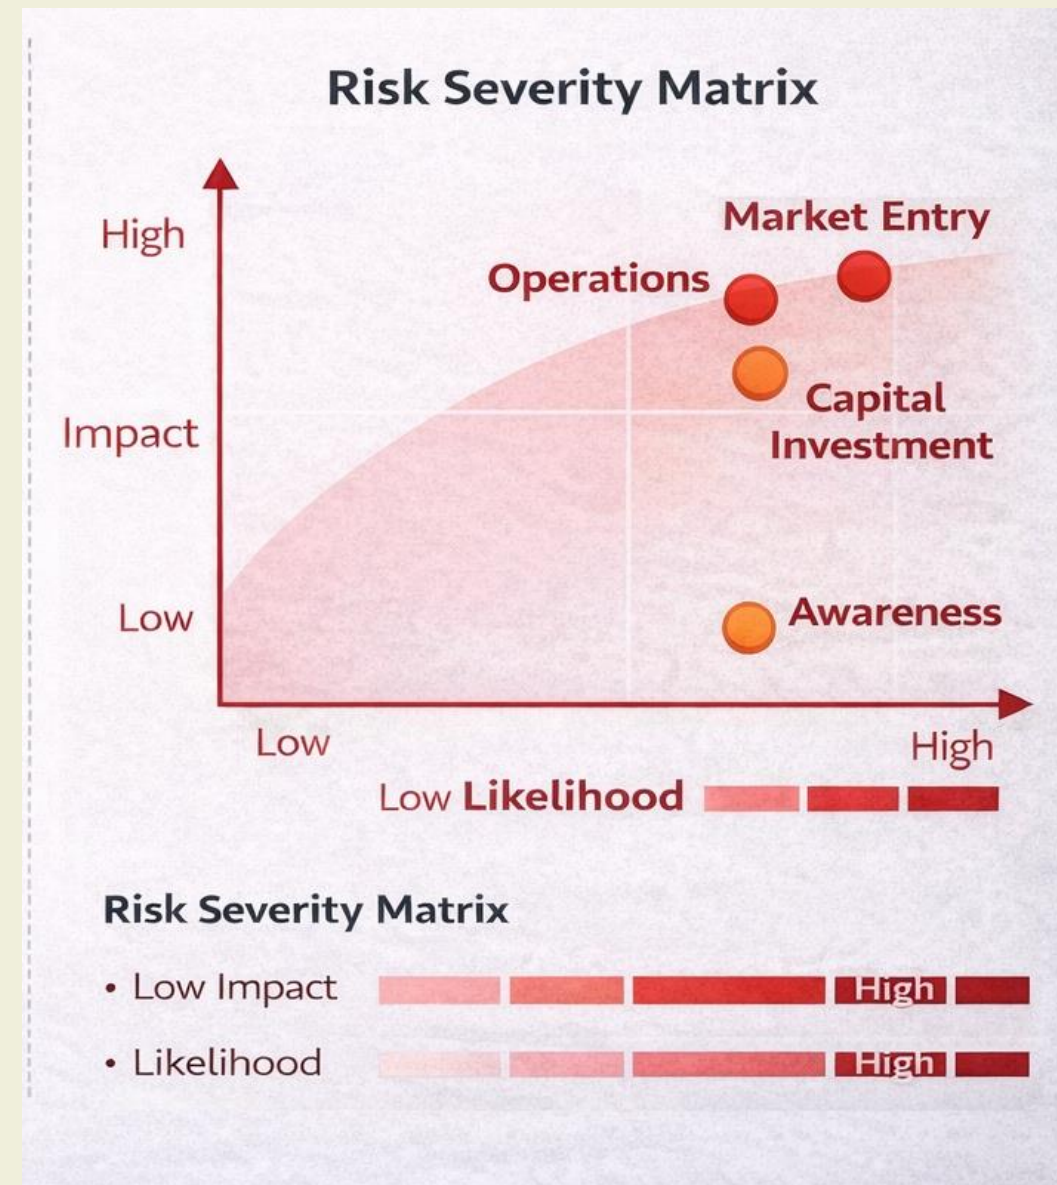 Risk Severity Matrix
High
Market Entry
Operations
Capital
Investment
Impact
Low
Awareness
Low
High
Low Likelihood
Risk Severity Matrix
• Low Impact
High
• Likelihood
High